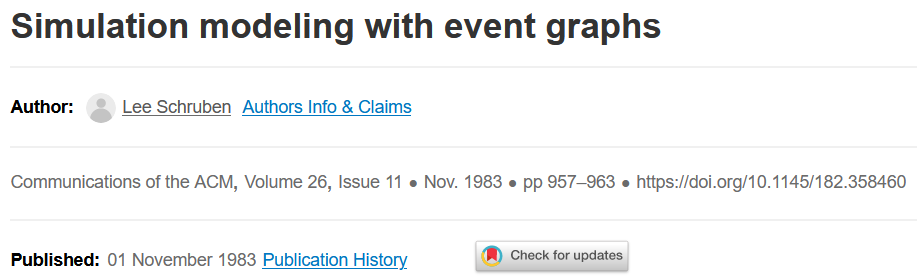 Simulation modeling with event graphs
Author: Lee Schruben Authors Info & Claims
Communications of the ACM, Volume 26, Issue 11 • Nov. 1983 • pp 957–963 • https://doi.org/10.1145/182.358460
Published: 01 November 1983 Publication History Check for updates